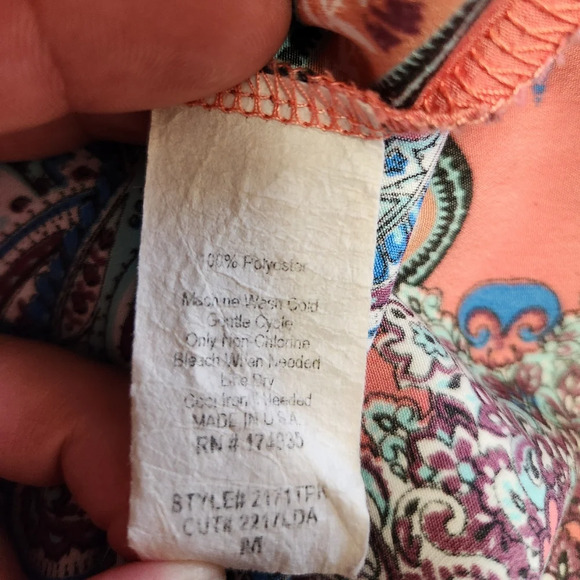 100% Polyester
Machine Wash Cold
Gentle Cycle
Only Non-Chlorine
Bleach When Needed
Line Dry
Cool Iron If Needed
MADE IN U.S.A.
RN #
STYLE# 2171TPR
CUT# 2217LDA
M